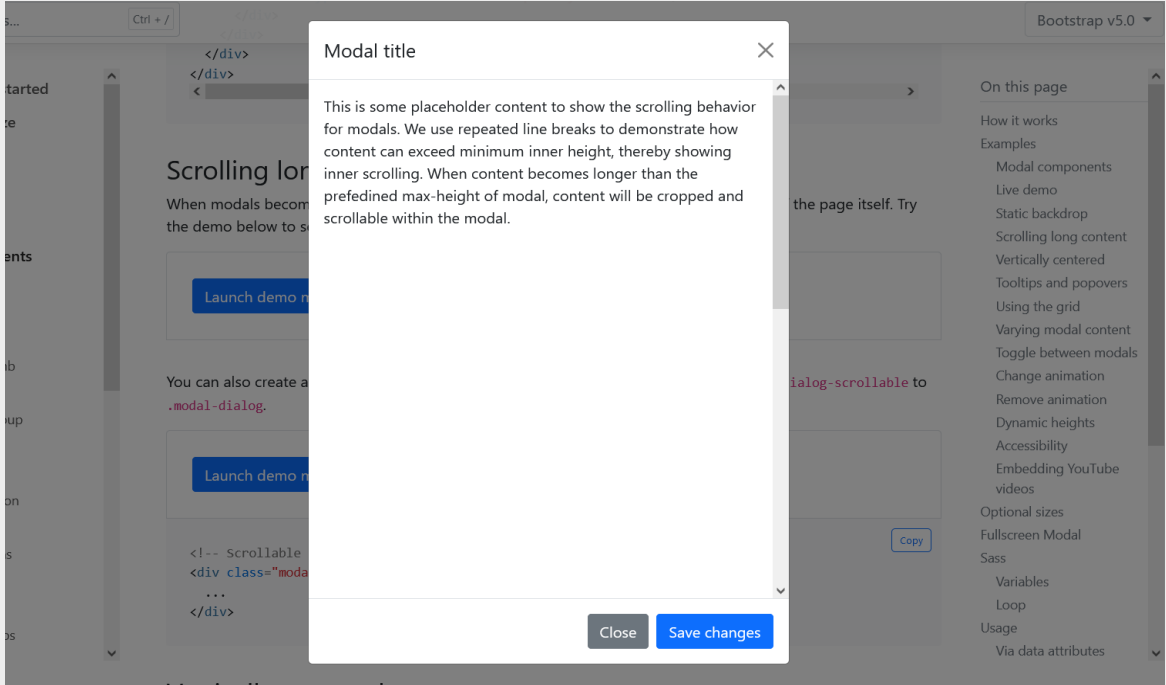 s...
Ctrl + /
Bootstrap v5.0
</div>
</div>
tarted
ze
ents
ab
oup
on
s
os
Scrolling lor
When modals becom
the page itself. Try
the demo below to s
Launch demo m
You can also create a
ialog-scrollable to
.modal-dialog.
Launch demo m
Copy
<!-- Scrollable
<div class="moda
...
</div>
Modal title
This is some placeholder content to show the scrolling behavior
for modals. We use repeated line breaks to demonstrate how
content can exceed minimum inner height, thereby showing
inner scrolling. When content becomes longer than the
prefedined max-height of modal, content will be cropped and
scrollable within the modal.
Close
Save changes
On this page
How it works
Examples
Modal components
Live demo
Static backdrop
Scrolling long content
Vertically centered
Tooltips and popovers
Using the grid
Varying modal content
Toggle between modals
Change animation
Remove animation
Dynamic heights
Accessibility
Embedding YouTube
videos
Optional sizes
Fullscreen Modal
Sass
Variables
Loop
Usage
Via data attributes